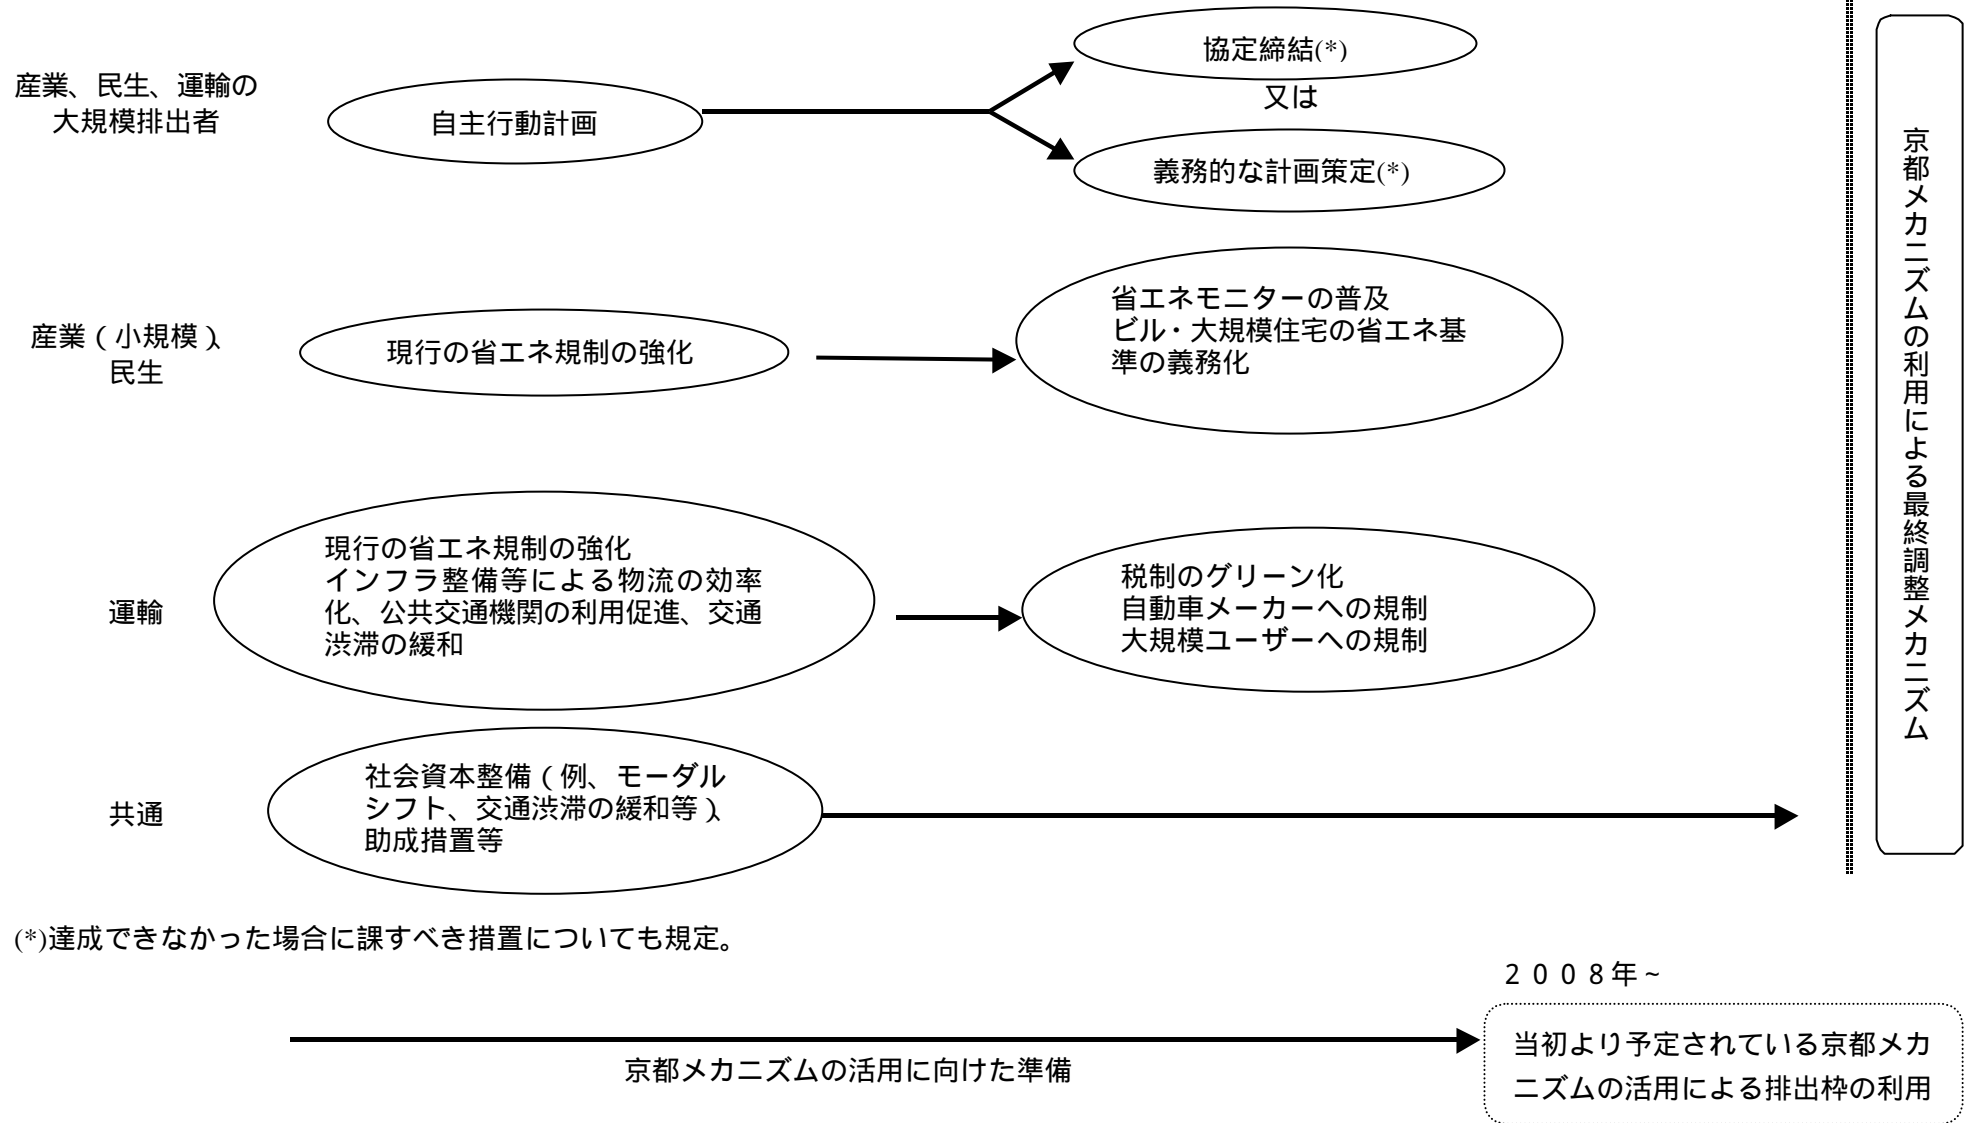 産業、民生、運輸の
大規模排出者
自主行動計画
協定締結(*)
又は
義務的な計画策定(*)
産業（小規模）、
民生
現行の省エネ規制の強化
省エネモニターの普及
ビル・大規模住宅の省エネ基
準の義務化
運輸
現行の省エネ規制の強化
インフラ整備等による物流の効率
化、公共交通機関の利用促進、交通
渋滞の緩和
税制のグリーン化
自動車メーカーへの規制
大規模ユーザーへの規制
共通
社会資本整備（例、モーダル
シフト、交通渋滞の緩和等）、
助成措置等
京都メカニズムの利用による最終調整メカニズム
(*)達成できなかった場合に課すべき措置についても規定。
２００８年~
京都メカニズムの活用に向けた準備
当初より予定されている京都メカ
ニズムの活用による排出枠の利用